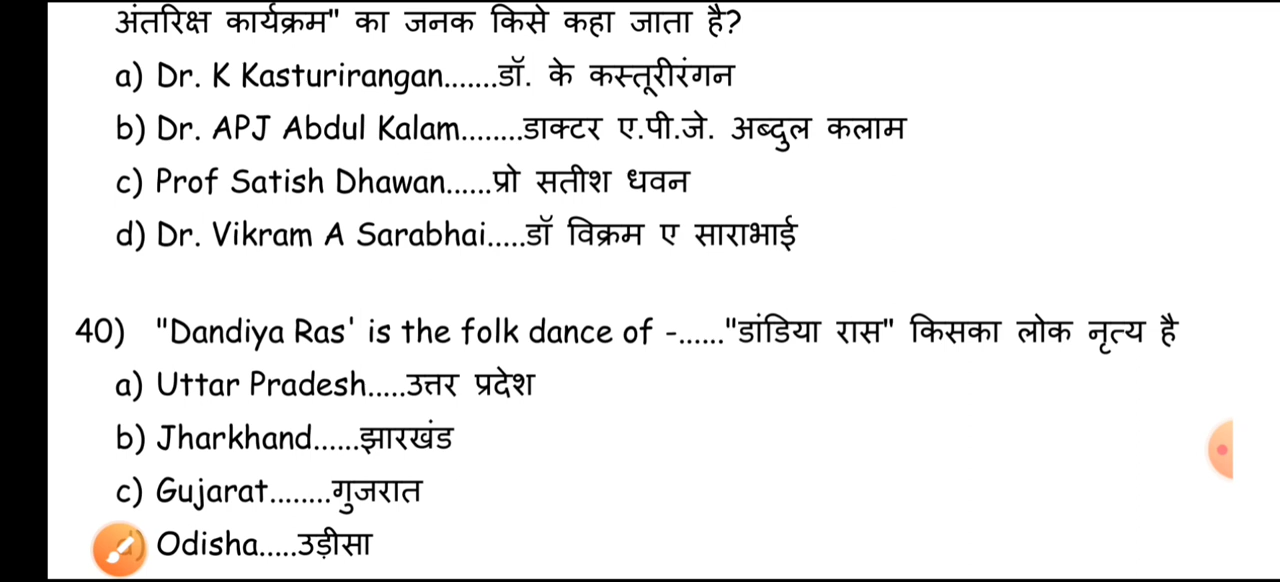 अंतरिक्ष कार्यक्रम" का जनक किसे कहा जाता है?
a) Dr. K Kasturirangan.......डॉ. के कस्तूरीरंगन
b) Dr. APJ Abdul Kalam........डाक्टर ए.पी.जे. अब्दुल कलाम
c) Prof Satish Dhawan......प्रो सतीश धवन
d) Dr. Vikram A Sarabhai.....डॉ विक्रम ए साराभाई
40) "Dandiya Ras' is the folk dance of -......"डांडिया रास" किसका लोक नृत्य है
a) Uttar Pradesh.....उत्तर प्रदेश
b) Jharkhand......झारखंड
c) Gujarat........गुजरात
d) Odisha.....उड़ीसा